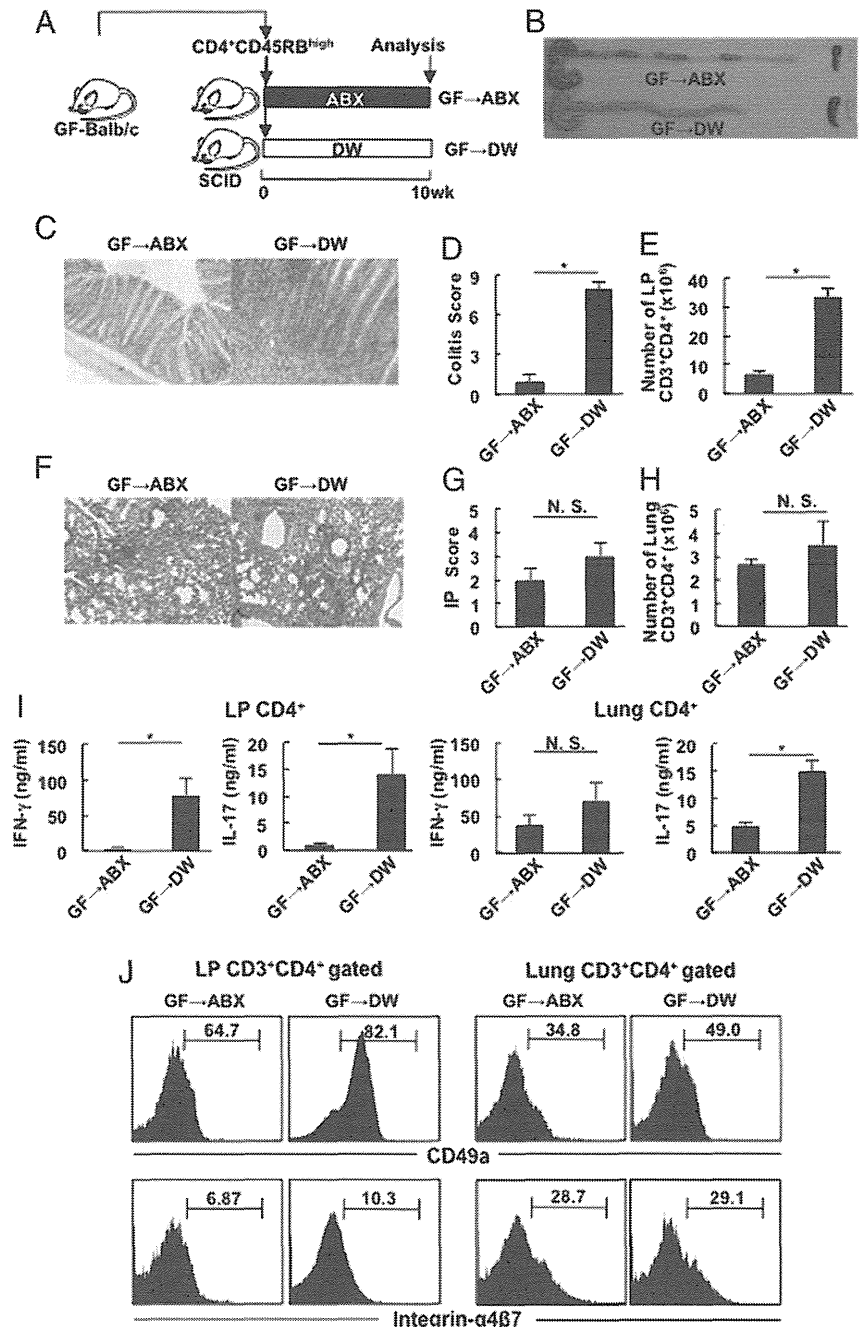 A
CD4⁺CD45RBhigh
Analysis
GF-Balb/c
ABX
GF→ABX
DW
GF→DW
SCID
0
10wk
B
GF→ABX
GF→DW
C
GF→ABX
GF→DW
D
Colitis Score
9
6
3
0
*
GF→ABX
GF→DW
E
Number of LP
CD3⁺CD4⁺ (x10⁶)
40
30
20
10
0
*
GF→ABX
GF→DW
F
GF→ABX
GF→DW
G
IP Score
5
4
3
2
1
0
N. S.
GF→ABX
GF→DW
H
Number of Lung
CD3⁺CD4⁺ (x10⁶)
5
4
3
2
1
0
N. S.
GF→ABX
GF→DW
I
LP CD4⁺
IFN-γ (ng/ml)
150
100
50
0
*
GF→ABX
GF→DW
IL-17 (ng/ml)
20
15
10
5
0
*
GF→ABX
GF→DW
Lung CD4⁺
IFN-γ (ng/ml)
150
100
50
0
N. S.
GF→ABX
GF→DW
IL-17 (ng/ml)
20
15
10
5
0
*
GF→ABX
GF→DW
J
LP CD3⁺CD4⁺ gated
Lung CD3⁺CD4⁺ gated
GF→ABX
GF→DW
GF→ABX
GF→DW
64.7
82.1
34.8
49.0
CD49a
6.87
10.3
28.7
29.1
Integrin-α4β7